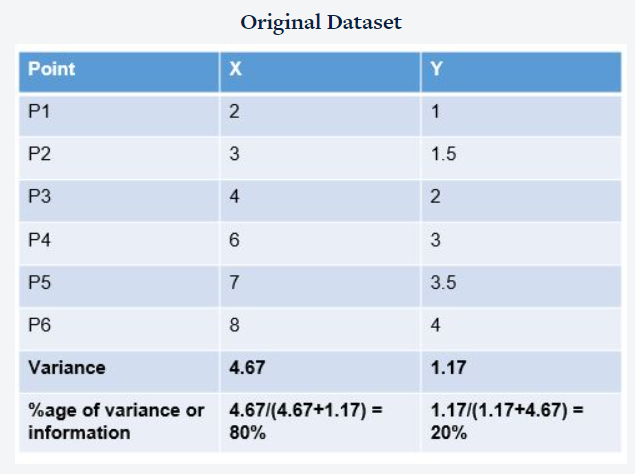 Original Dataset
Point X Y
P1 2 1
P2 3 1.5
P3 4 2
P4 6 3
P5 7 3.5
P6 8 4
Variance 4.67 1.17
%age of variance or 4.67/(4.67+1.17) = 1.17/(1.17+4.67) =
information 80% 20%